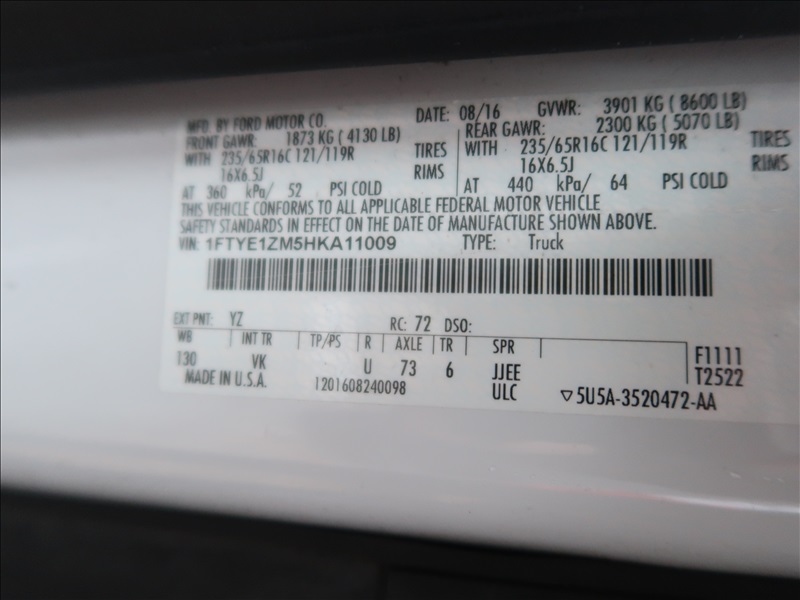 MFD. BY FORD MOTOR CO. DATE: 08/16 GVWR: 3901 KG ( 8600 LB)
FRONT GAWR: 1873 KG ( 4130 LB) REAR GAWR: 2300 KG ( 5070 LB)
WITH 235/65R16C 121/119R TIRES WITH 235/65R16C 121/119R TIRES
16X6.5J RIMS 16X6.5J RIMS
AT 360 kPa/ 52 PSI COLD AT 440 kPa/ 64 PSI COLD
THIS VEHICLE CONFORMS TO ALL APPLICABLE FEDERAL MOTOR VEHICLE
SAFETY STANDARDS IN EFFECT ON THE DATE OF MANUFACTURE SHOWN ABOVE.
VIN: 1FTYE1ZM5HKA11009 TYPE: Truck
EXT PNT: YZ RC: 72 DSO:
WB INT TR TP/PS R AXLE TR SPR F1111
130 VK U 73 6 JJEE T2522
MADE IN U.S.A. 1201608240098 ULC ▽5U5A-3520472-AA